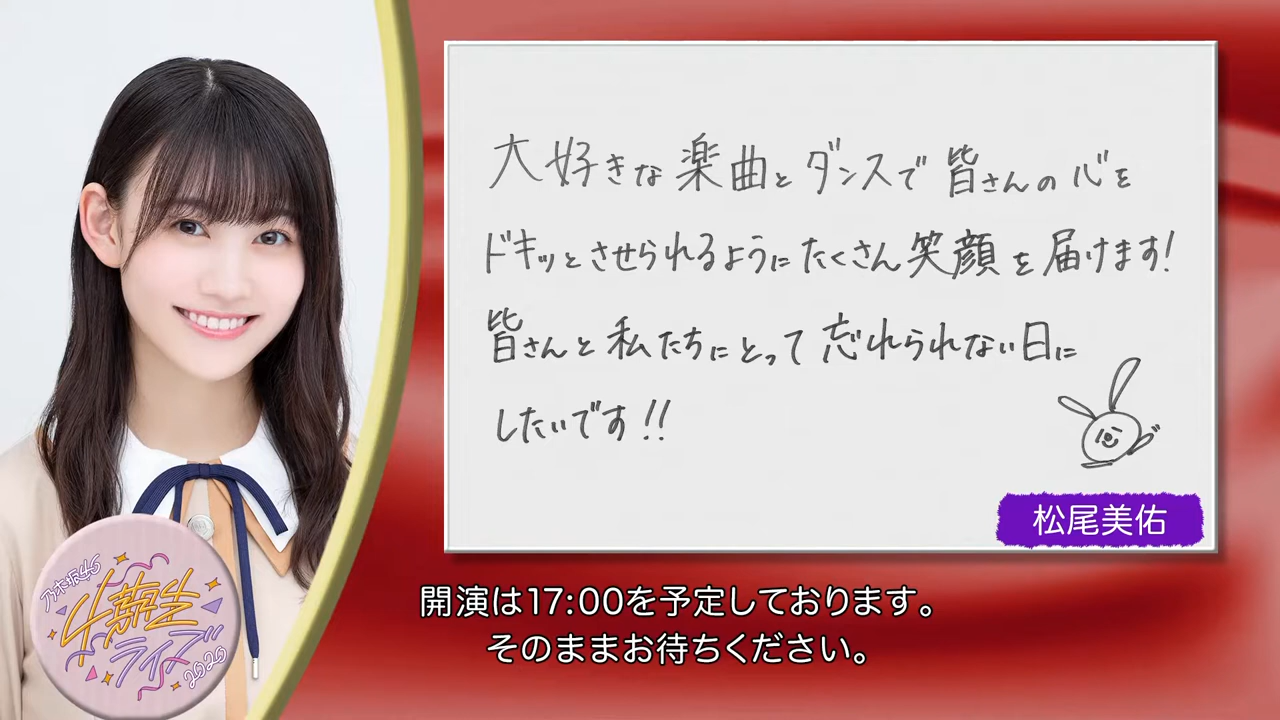 大好きな楽曲とダンスで皆さんの心を
ドキッとさせられるようにたくさん笑顔を届けます!
皆さんと私たちにとって忘れられない日に
したいです!!
松尾美佑
乃木坂46
4期生
ライブ
2020
開演は17:00を予定しております。
そのままお待ちください。